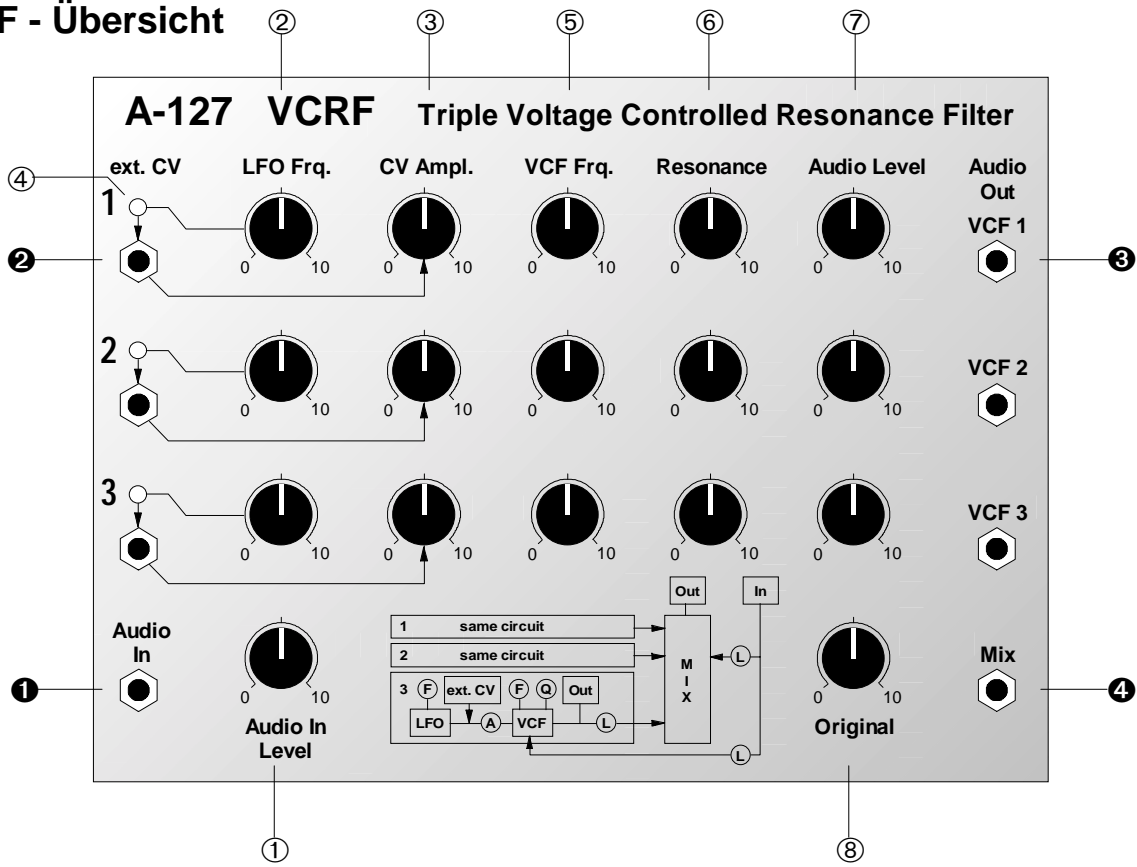 F - Übersicht
② ③ ⑤ ⑥ ⑦
A-127 VCRF Triple Voltage Controlled Resonance Filter
④ ext. CV LFO Frq. CV Ampl. VCF Frq. Resonance Audio Level Audio
Out
1 VCF 1
❷ 0 10 0 10 0 10 0 10 0 10 ❸
2 VCF 2
0 10 0 10 0 10 0 10 0 10
3 VCF 3
0 10 0 10 0 10 0 10 0 10
Out In
Audio
In
1 same circuit
2 same circuit
MIX
L
Mix
3 F ext. CV F Q Out
LFO A VCF L
L
❶ 0 10 0 10 ❹
Audio In
Level
Original
① ⑧